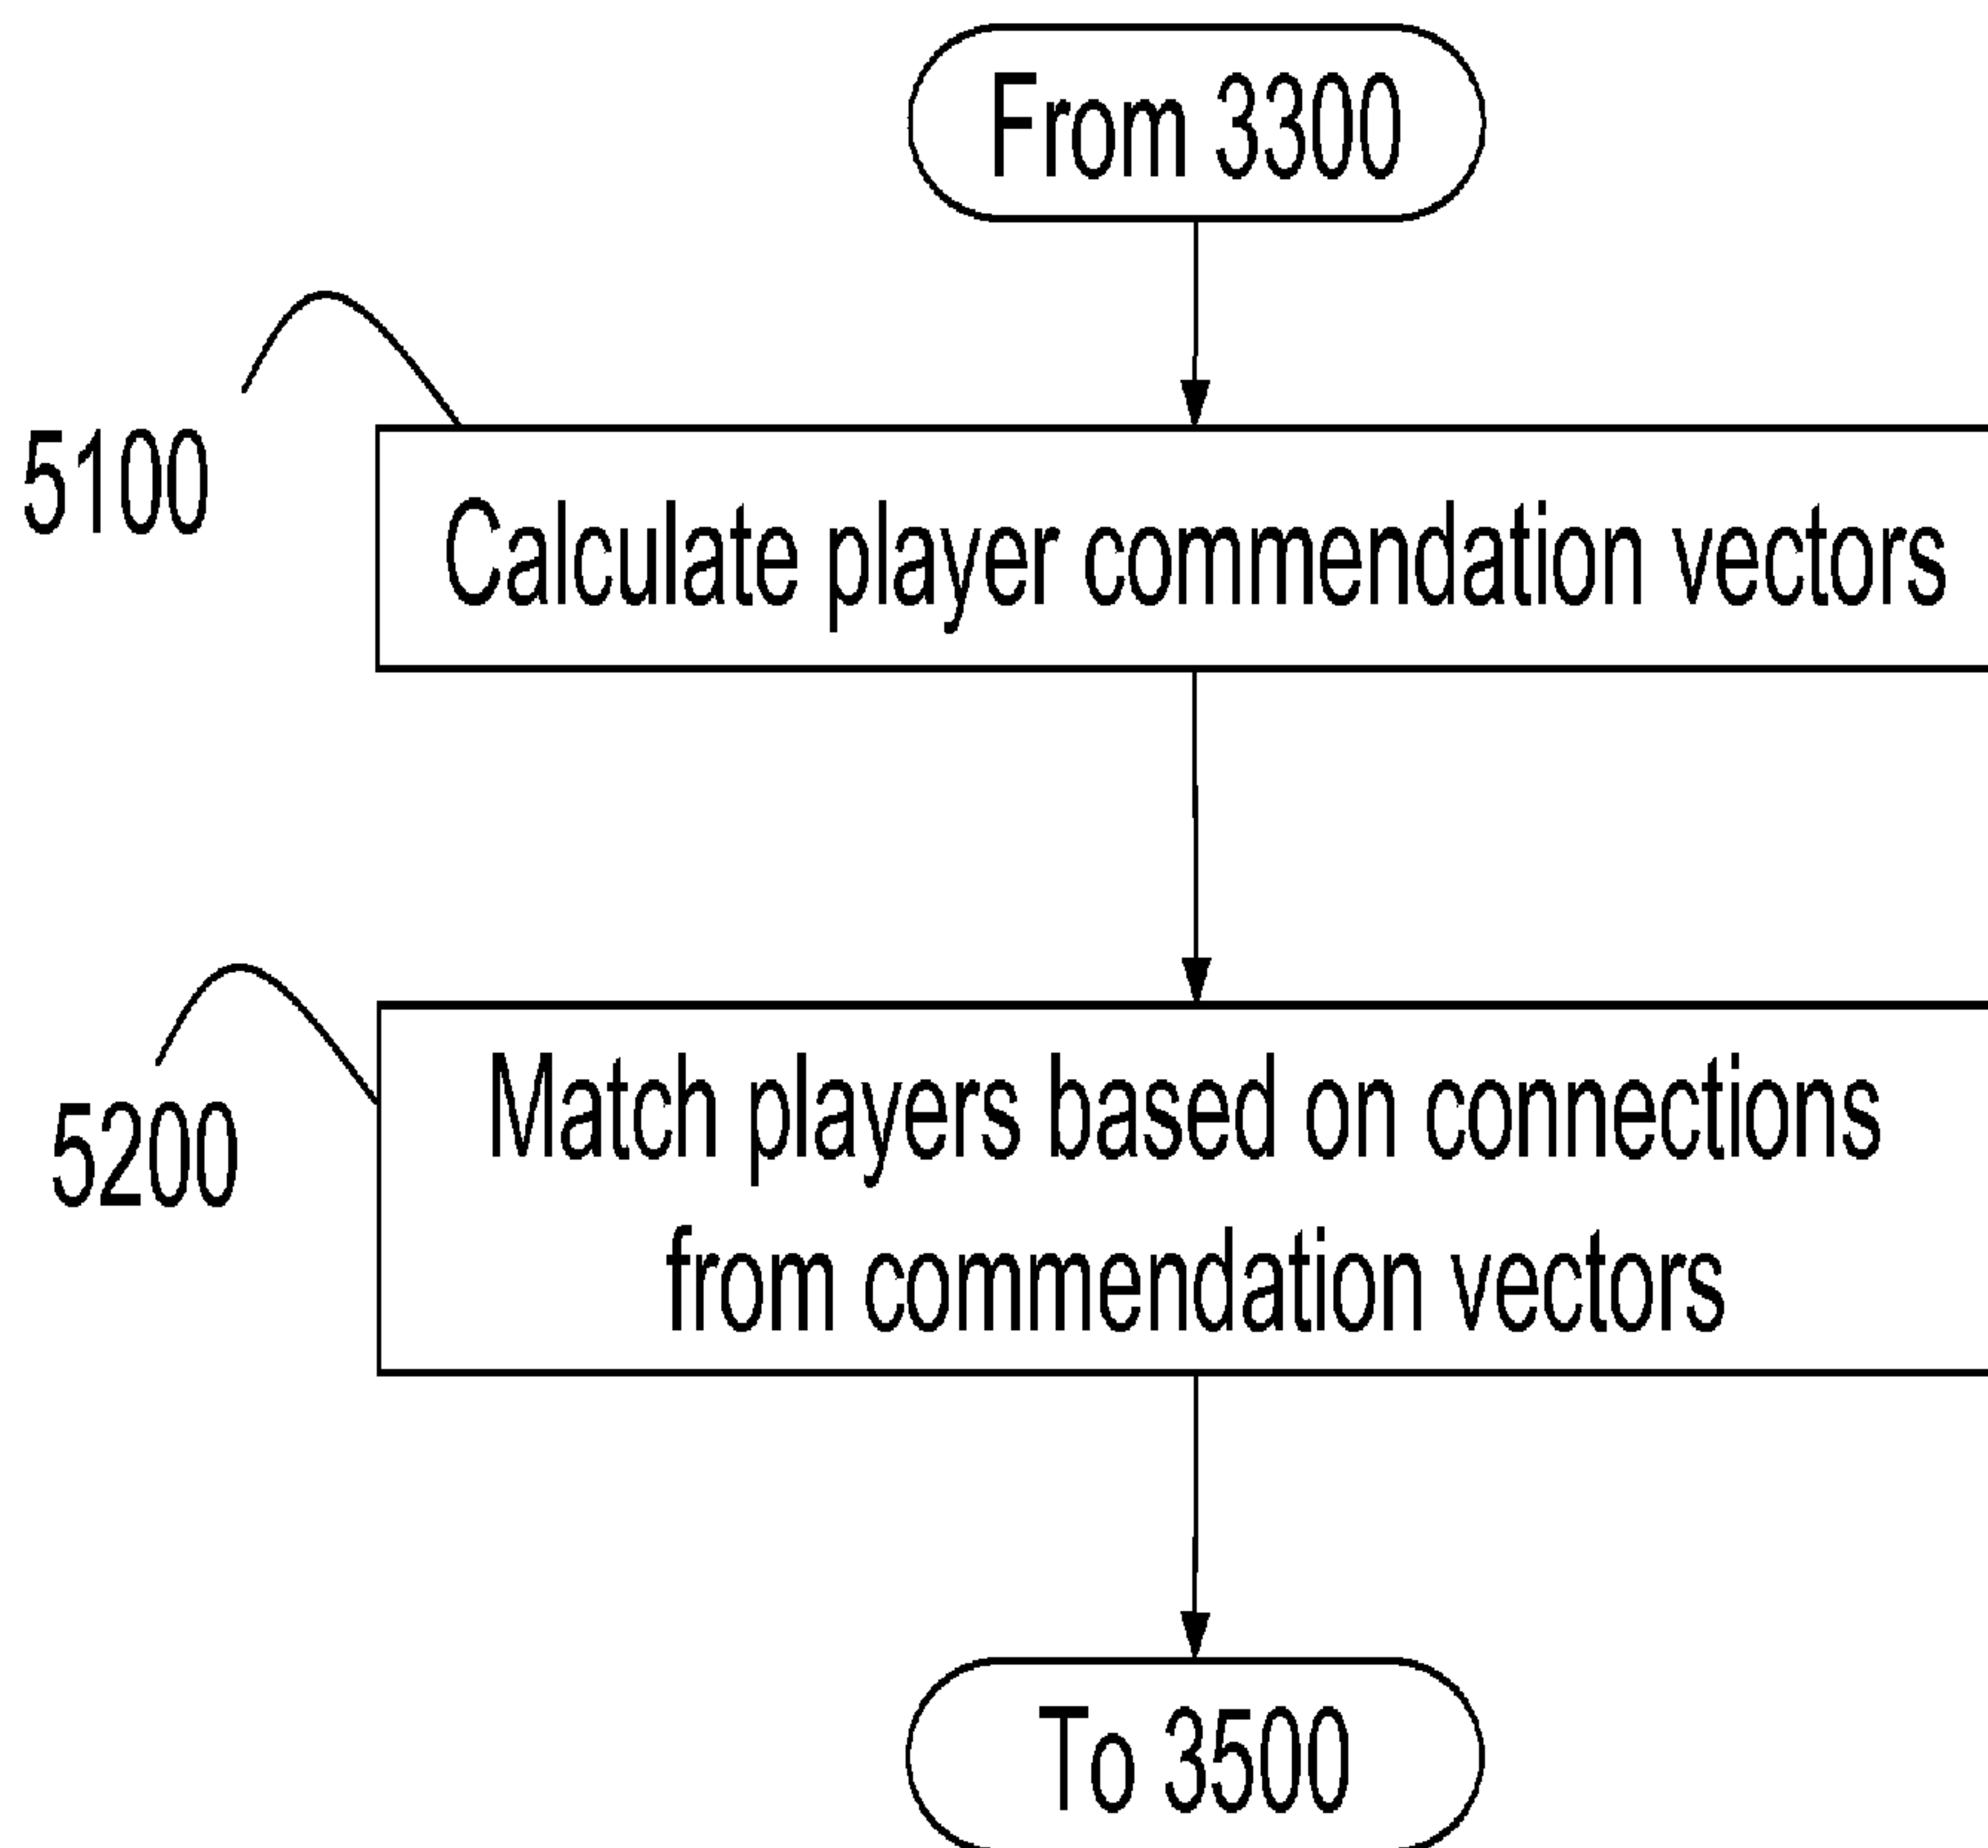 From 3300
5100
Calculate player commendation vectors
5200
Match players based on connections
from commendation vectors
To 3500